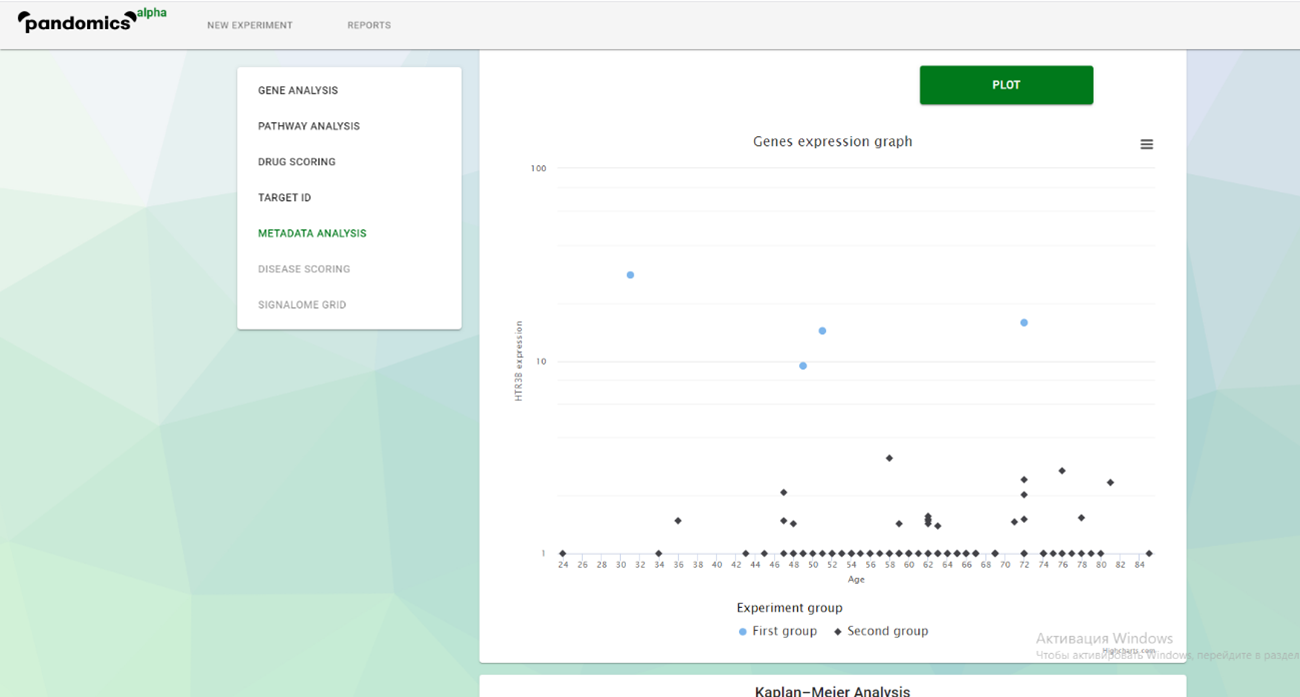 pandomics alpha
NEW EXPERIMENT
REPORTS
GENE ANALYSIS
PATHWAY ANALYSIS
DRUG SCORING
TARGET ID
METADATA ANALYSIS
DISEASE SCORING
SIGNALOME GRID
PLOT
Genes expression graph
100
10
1
HTR3B expression
24 26 28 30 32 34 36 38 40 42 44 46 48 50 52 54 56 58 60 62 64 66 68 70 72 74 76 78 80 82 84
Age
Experiment group
First group Second group
Активация Windows
Highcharts.com
Чтобы активировать Windows, перейдите в раздел
Kaplan–Meier Analysis